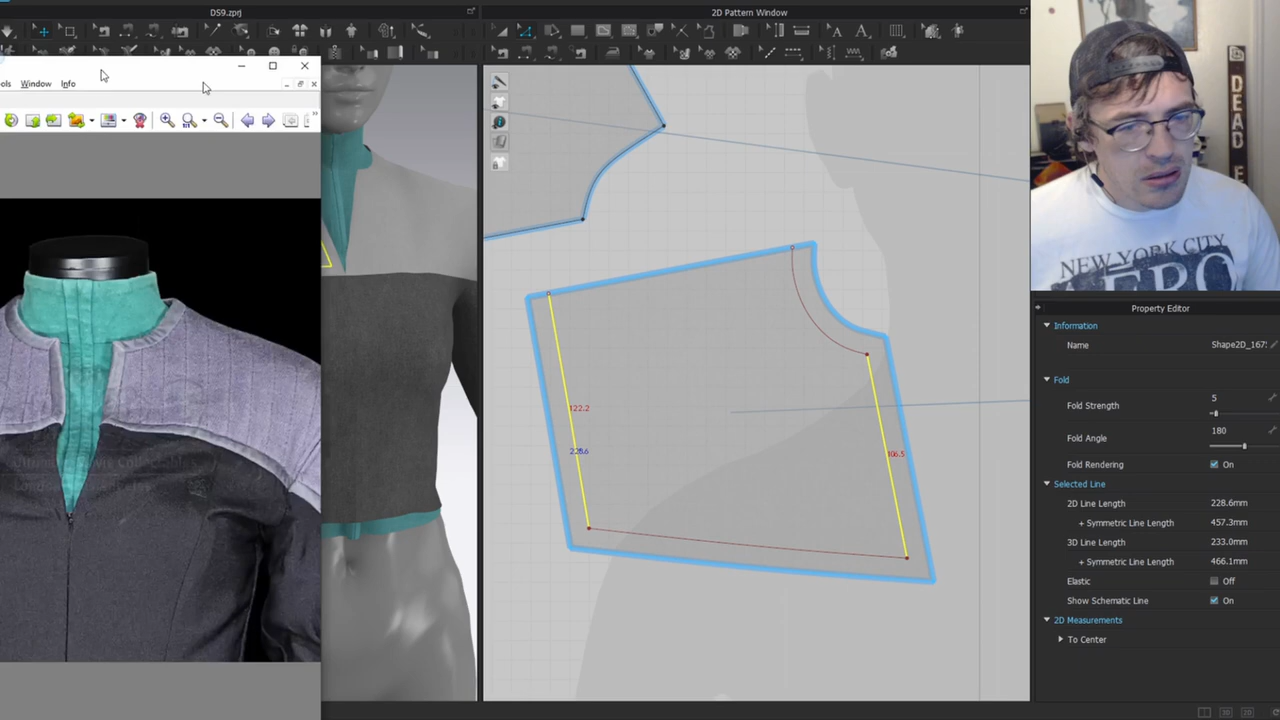 DS9.zprj
2D Pattern Window
ols Window Info
DEAD
NEW YORK CITY
122.2
106.5
Property Editor
Information
Name Shape2D_167
Fold
Fold Strength 5
Fold Angle 180
Fold Rendering On
Selected Line
2D Line Length 228.6mm
+ Symmetric Line Length 457.3mm
3D Line Length 233.0mm
+ Symmetric Line Length 466.1mm
Elastic Off
Show Schematic Line On
2D Measurements
To Center